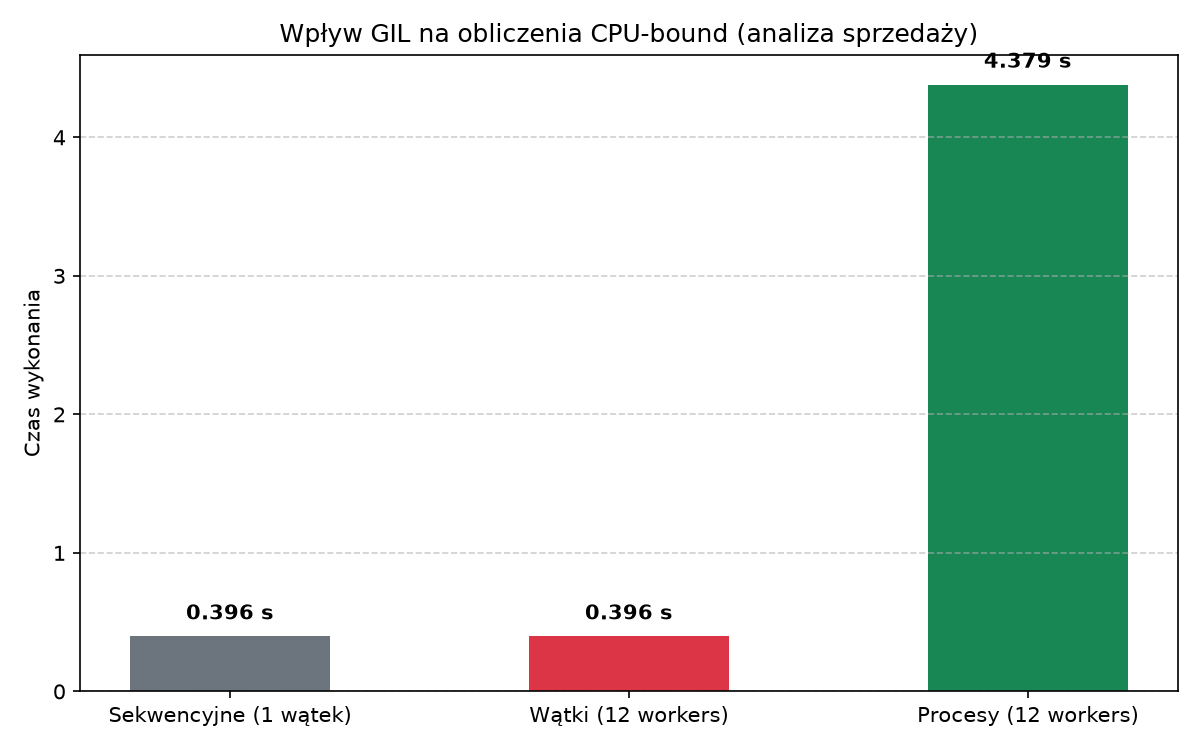 Wpływ GIL na obliczenia CPU-bound (analiza sprzedaży)
4.379 s
4
3
2
1
0
Czas wykonania
0.396 s
0.396 s
Sekwencyjne (1 wątek)
Wątki (12 workers)
Procesy (12 workers)